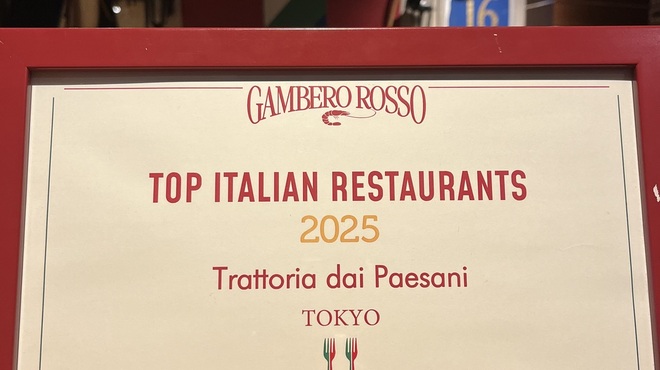 16
GAMBERO ROSSO
TOP ITALIAN RESTAURANTS
2025
Trattoria dai Paesani
TOKYO